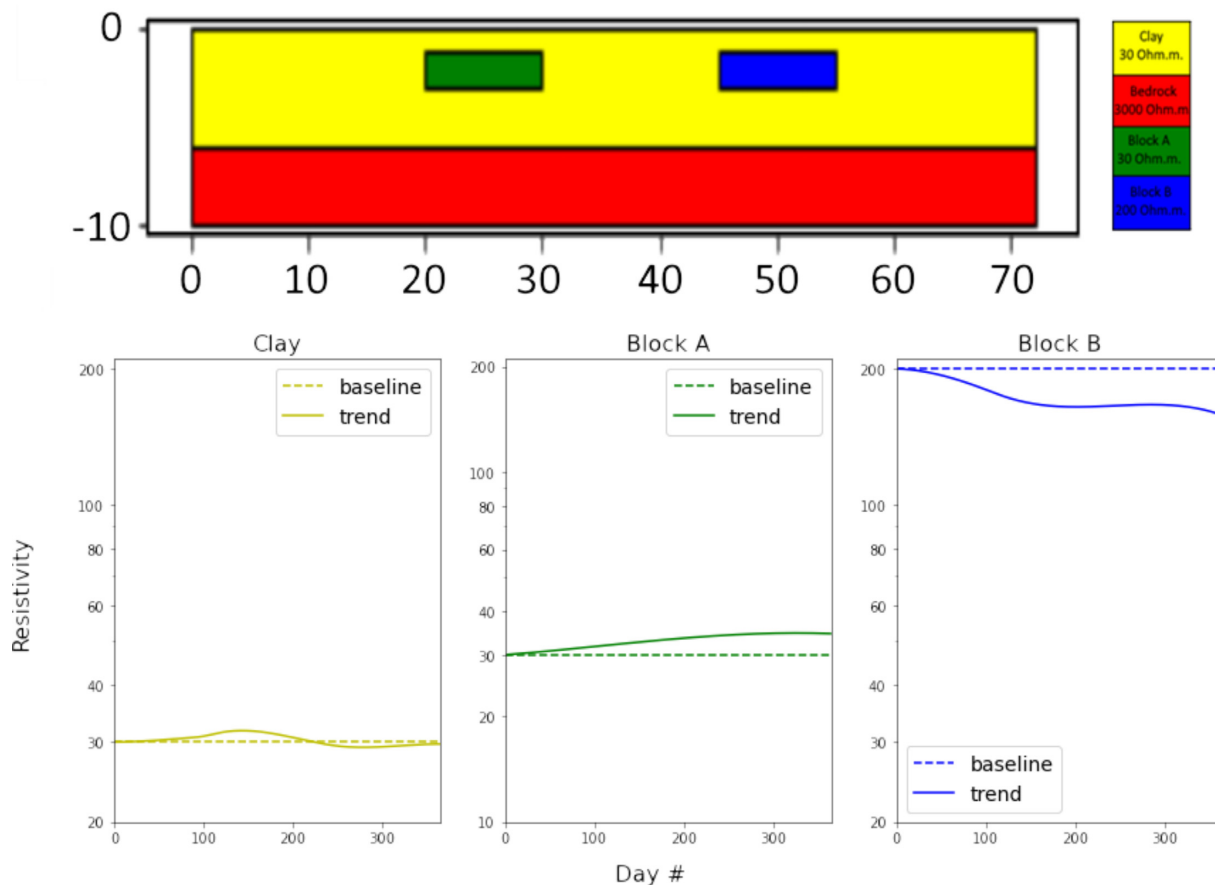 0
-10
0 10 20 30 40 50 60 70
Clay
30 Ohm.m.
Bedrock
3000 Ohm.m
Block A
30 Ohm.m.
Block B
200 Ohm.m.
Resistivity
Clay
200
100
80
60
40
30
20
0 100 200 300
baseline
trend
Block A
200
100
80
60
40
30
20
10
0 100 200 300
baseline
trend
Block B
200
100
80
60
40
30
20
0 100 200 300
baseline
trend
Day #